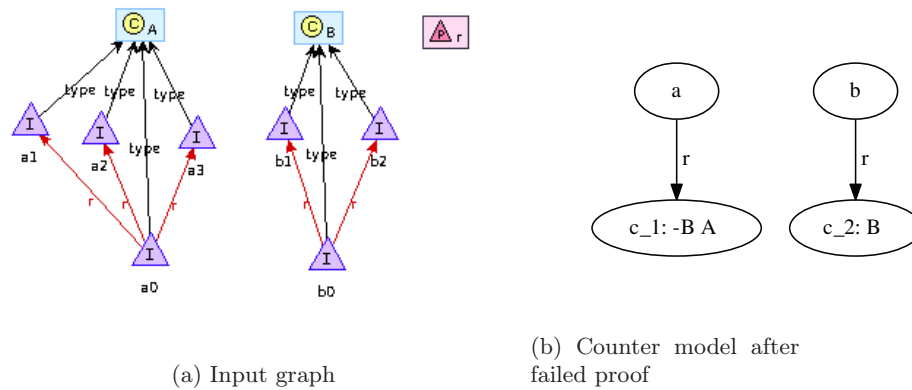 C A
C B
P r
a
b
type
type
type
type
type
type
I
I
I
I
I
r
r
a1
a2
a3
b1
type
b2
r
r
r
r
r
c_1: -B A
c_2: B
I
I
a0
b0
(a) Input graph
(b) Counter model after
failed proof